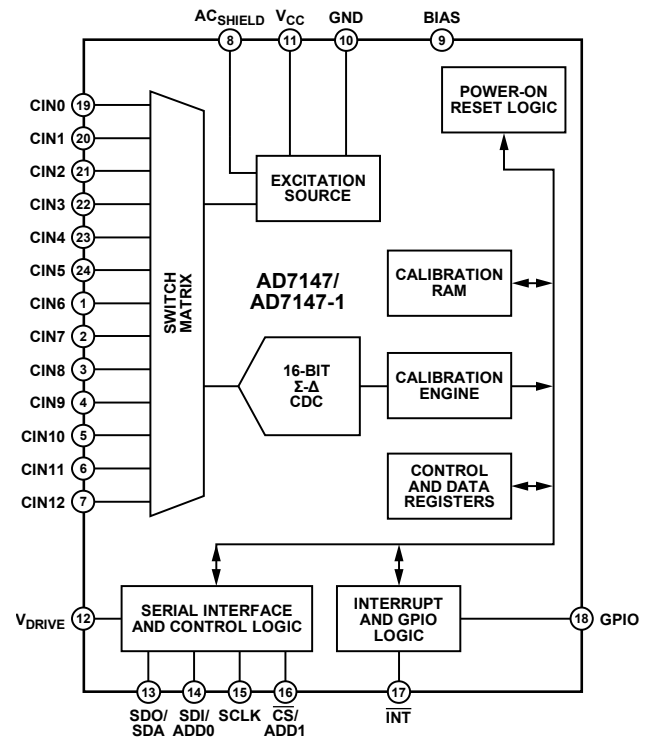 ACSHIELD VCC GND BIAS
8 11 10 9
POWER-ON
RESET LOGIC
CIN0 19
CIN1 20
CIN2 21
CIN3 22
CIN4 23
CIN5 24
CIN6 1
CIN7 2
CIN8 3
CIN9 4
CIN10 5
CIN11 6
CIN12 7
SWITCH
MATRIX
EXCITATION
SOURCE
AD7147/
AD7147-1
CALIBRATION
RAM
16-BIT
Σ-Δ
CDC
CALIBRATION
ENGINE
CONTROL
AND DATA
REGISTERS
VDRIVE 12
SERIAL INTERFACE
AND CONTROL LOGIC
INTERRUPT
AND GPIO
LOGIC
18 GPIO
13 14 15 16 17
SDO/
SDA
SDI/
ADD0
SCLK
CS/
ADD1
INT